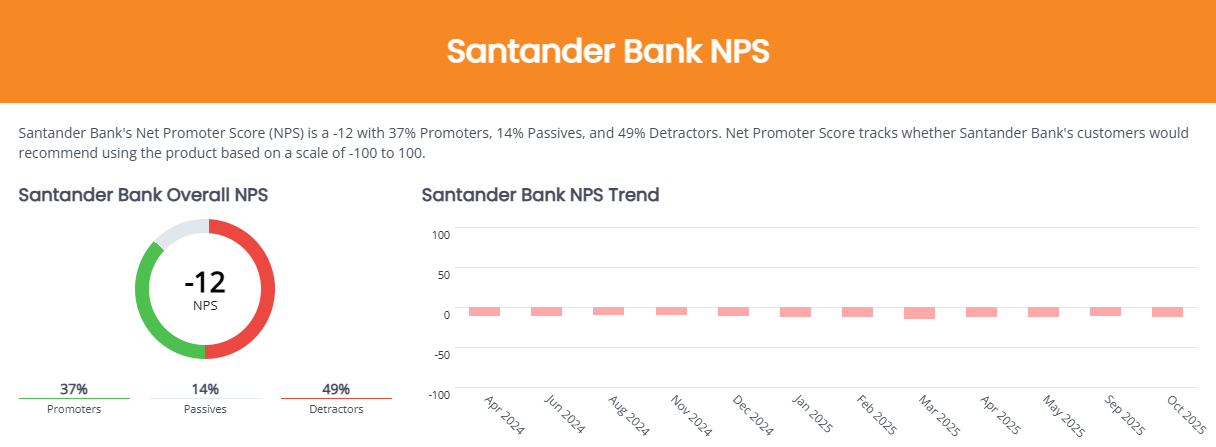 Santander Bank NPS
Santander Bank's Net Promoter Score (NPS) is a -12 with 37% Promoters, 14% Passives, and 49% Detractors. Net Promoter Score tracks whether Santander Bank's customers would
recommend using the product based on a scale of -100 to 100.
Santander Bank Overall NPS
-12
NPS
37%
Promoters
14%
Passives
49%
Detractors
Santander Bank NPS Trend
100
50
0
-50
-100
Apr 2024
Jun 2024
Aug 2024
Nov 2024
Dec 2024
Jan 2025
Feb 2025
Mar 2025
Apr 2025
May 2025
Sep 2025
Oct 2025